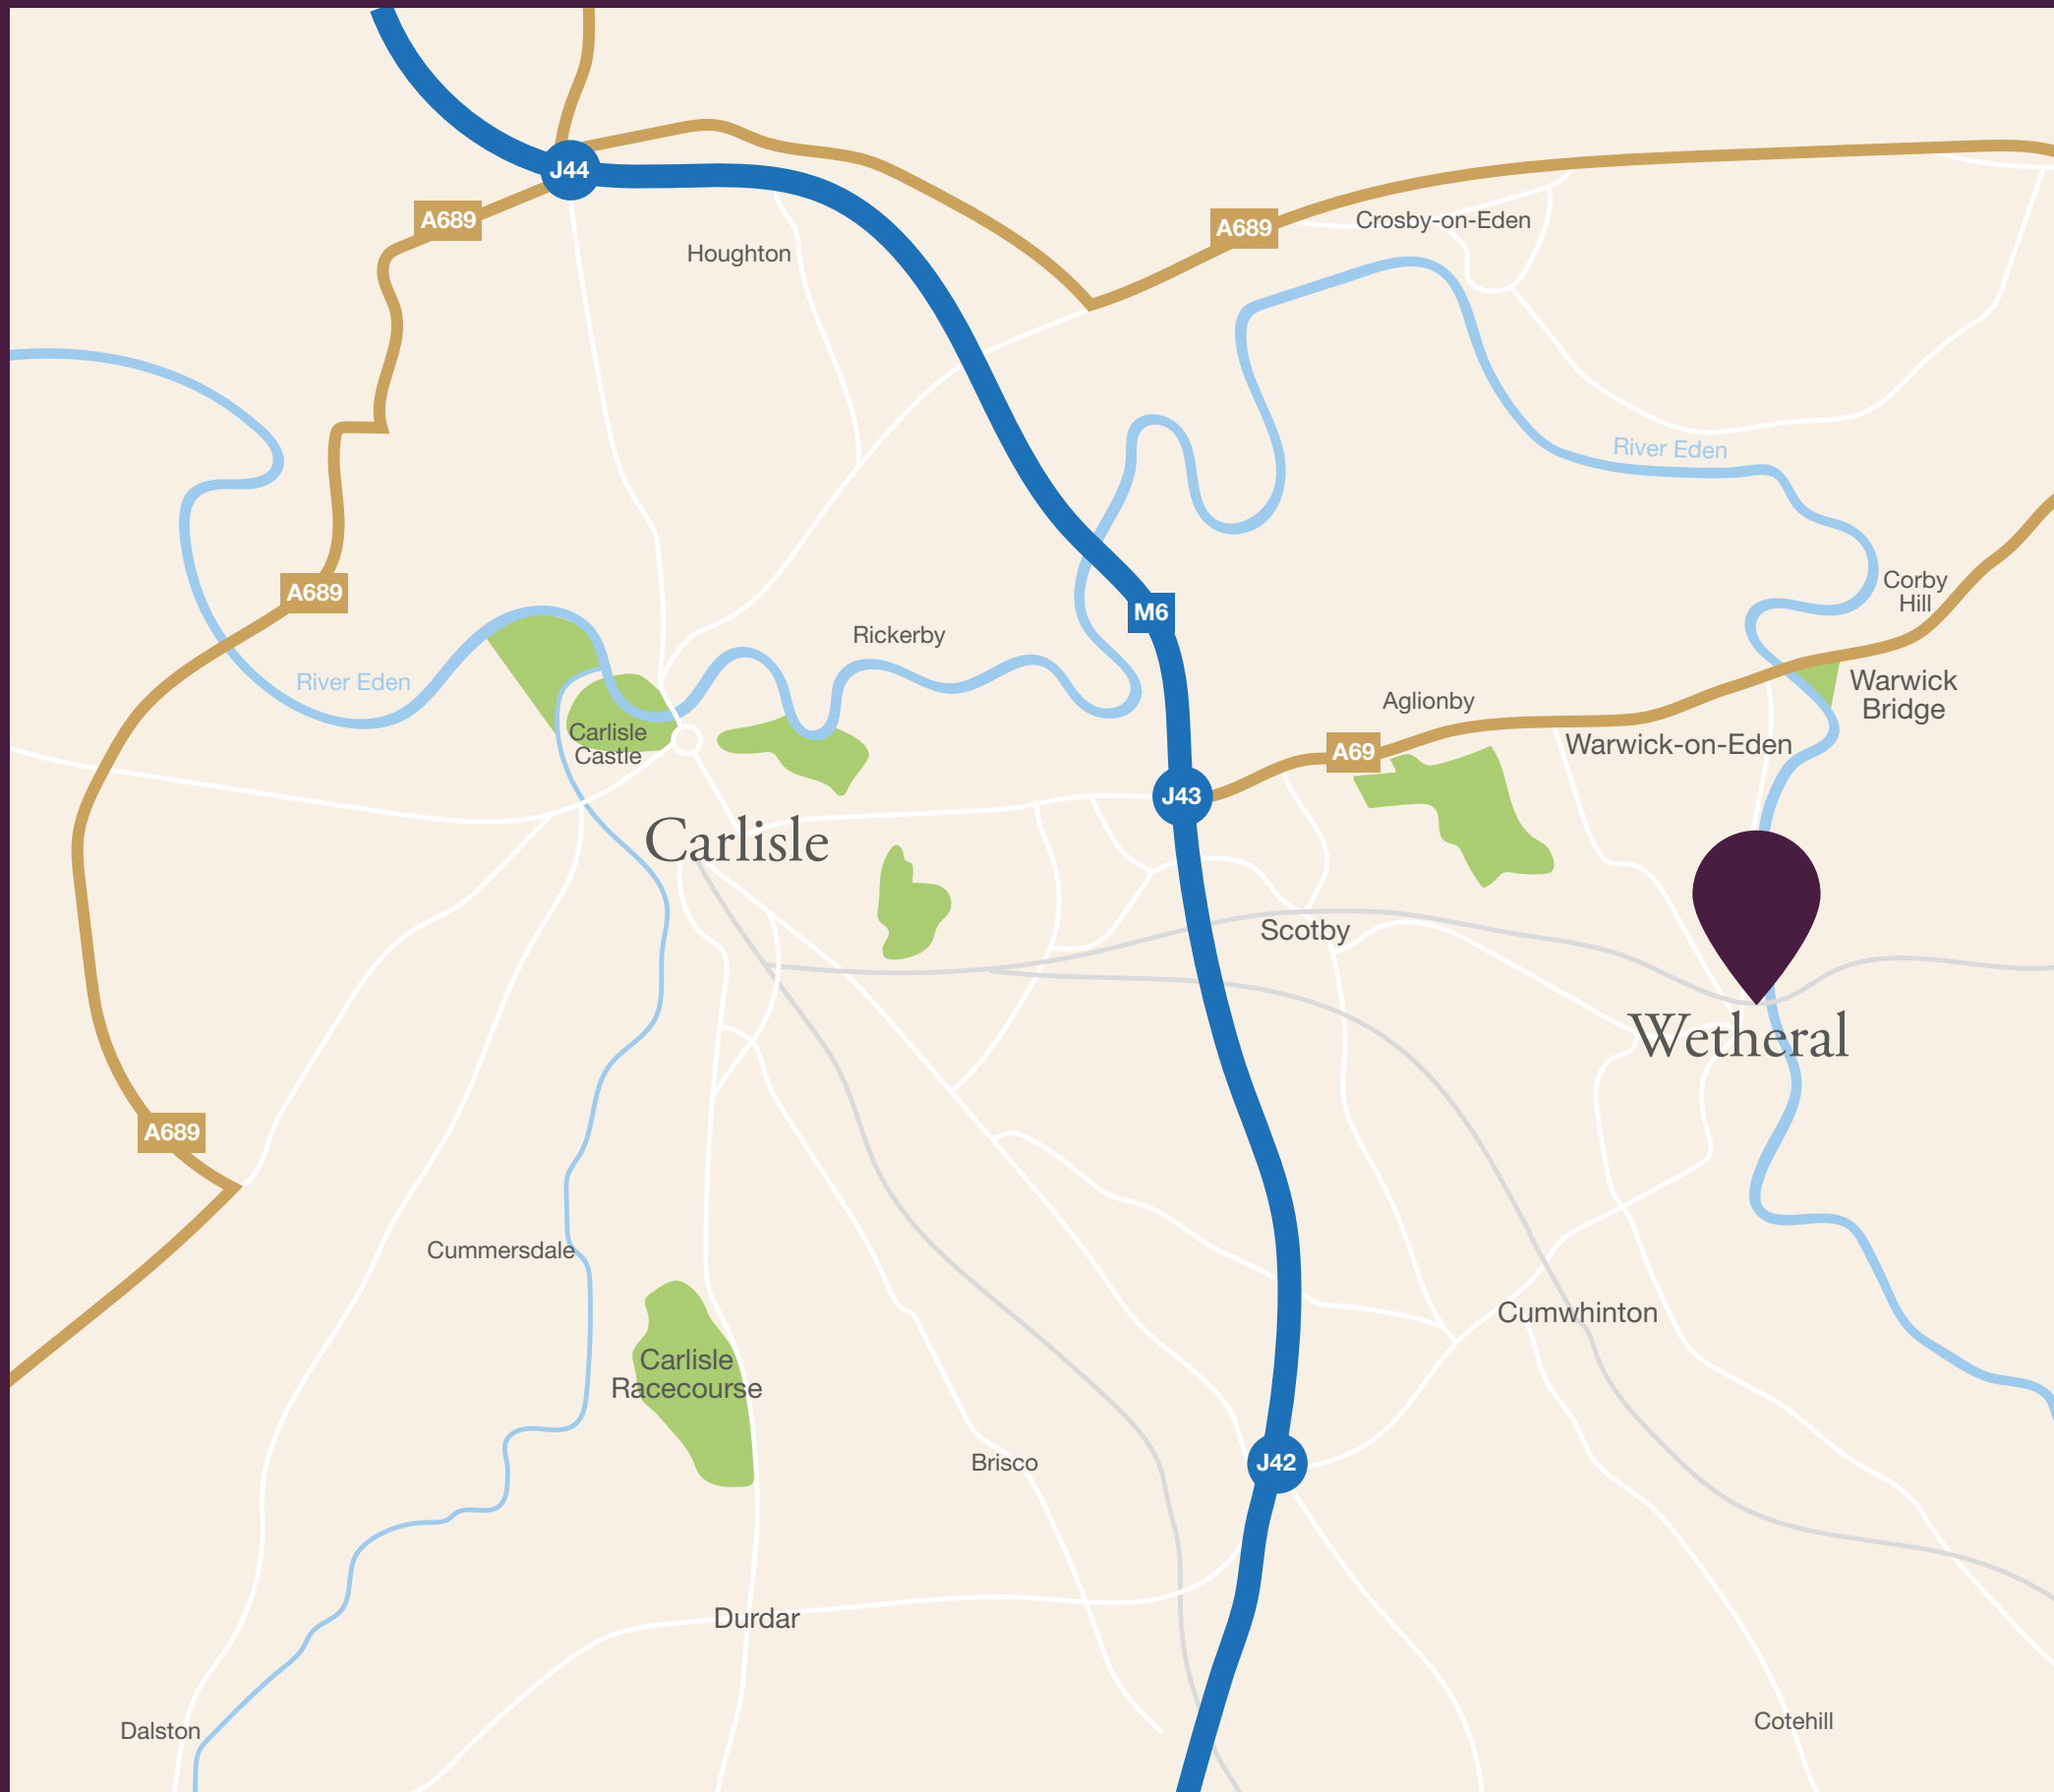 J44
A689
A689
Crosby-on-Eden
Houghton
River Eden
Corby
Hill
A689
M6
Rickerby
River Eden
Warwick
Bridge
Aglionby
Carlisle
Castle
Warwick-on-Eden
A69
J43
Carlisle
Scotby
Wetheral
A689
Cummersdale
Cumwhinton
Carlisle
Racecourse
Brisco
J42
Durdar
Dalston
Cotehill